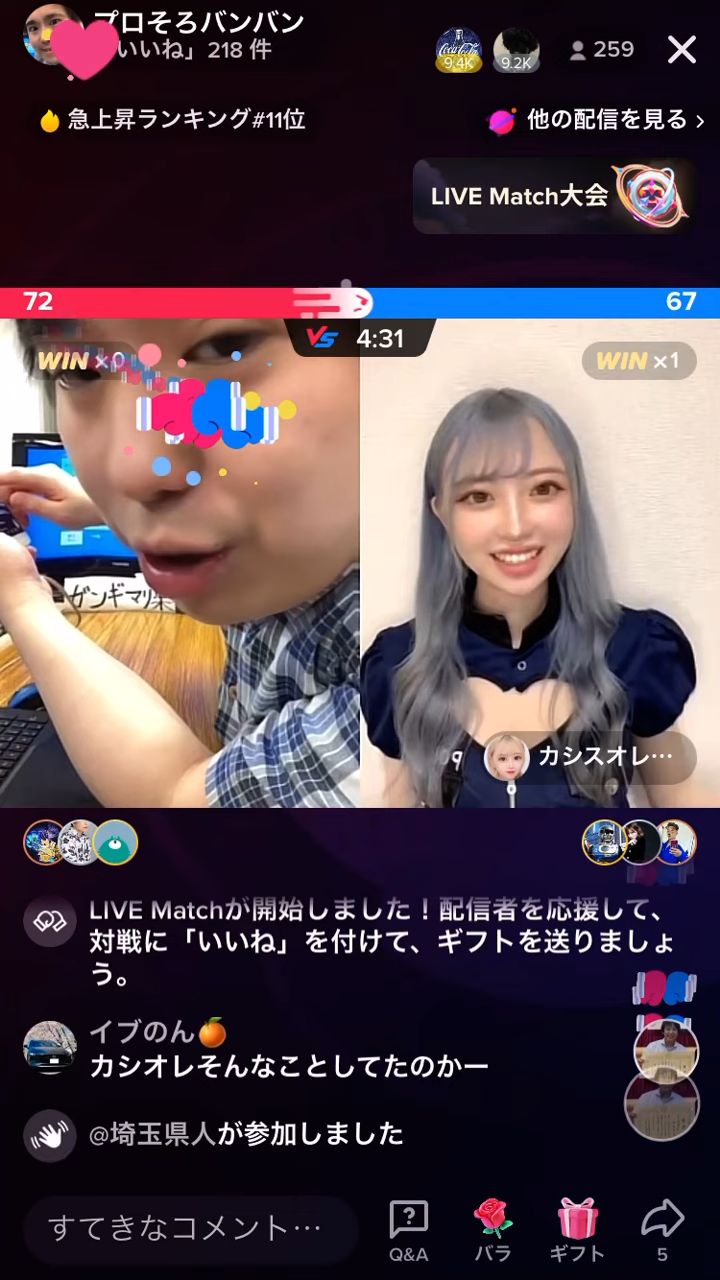 プロそろバンバン
いいね」218 件
9.4K
9.2K
259
急上昇ランキング#11位
他の配信を見る
LIVE Match大会
72
67
VS 4:31
WIN ×0
WIN ×1
ガンギマリ
カシスオレ…
LIVE Matchが開始しました！配信者を応援して、
対戦に「いいね」を付けて、ギフトを送りましょ
う。
イブのん🍊
カシオレそんなことしてたのかー
@埼玉県人が参加しました
すてきなコメント…
Q&A
バラ
ギフト
5